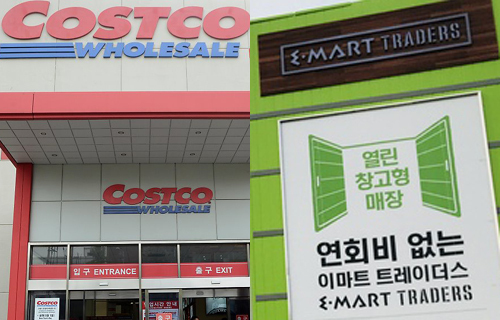 COSTCO
WHOLESALE
COSTCO
WHOLESALE
입구 ENTRANCE
출구 EXIT
COSTCO
E·MART TRADERS
열린
창고형
매장
연회비 없는
이마트 트레이더스
E·MART TRADERS